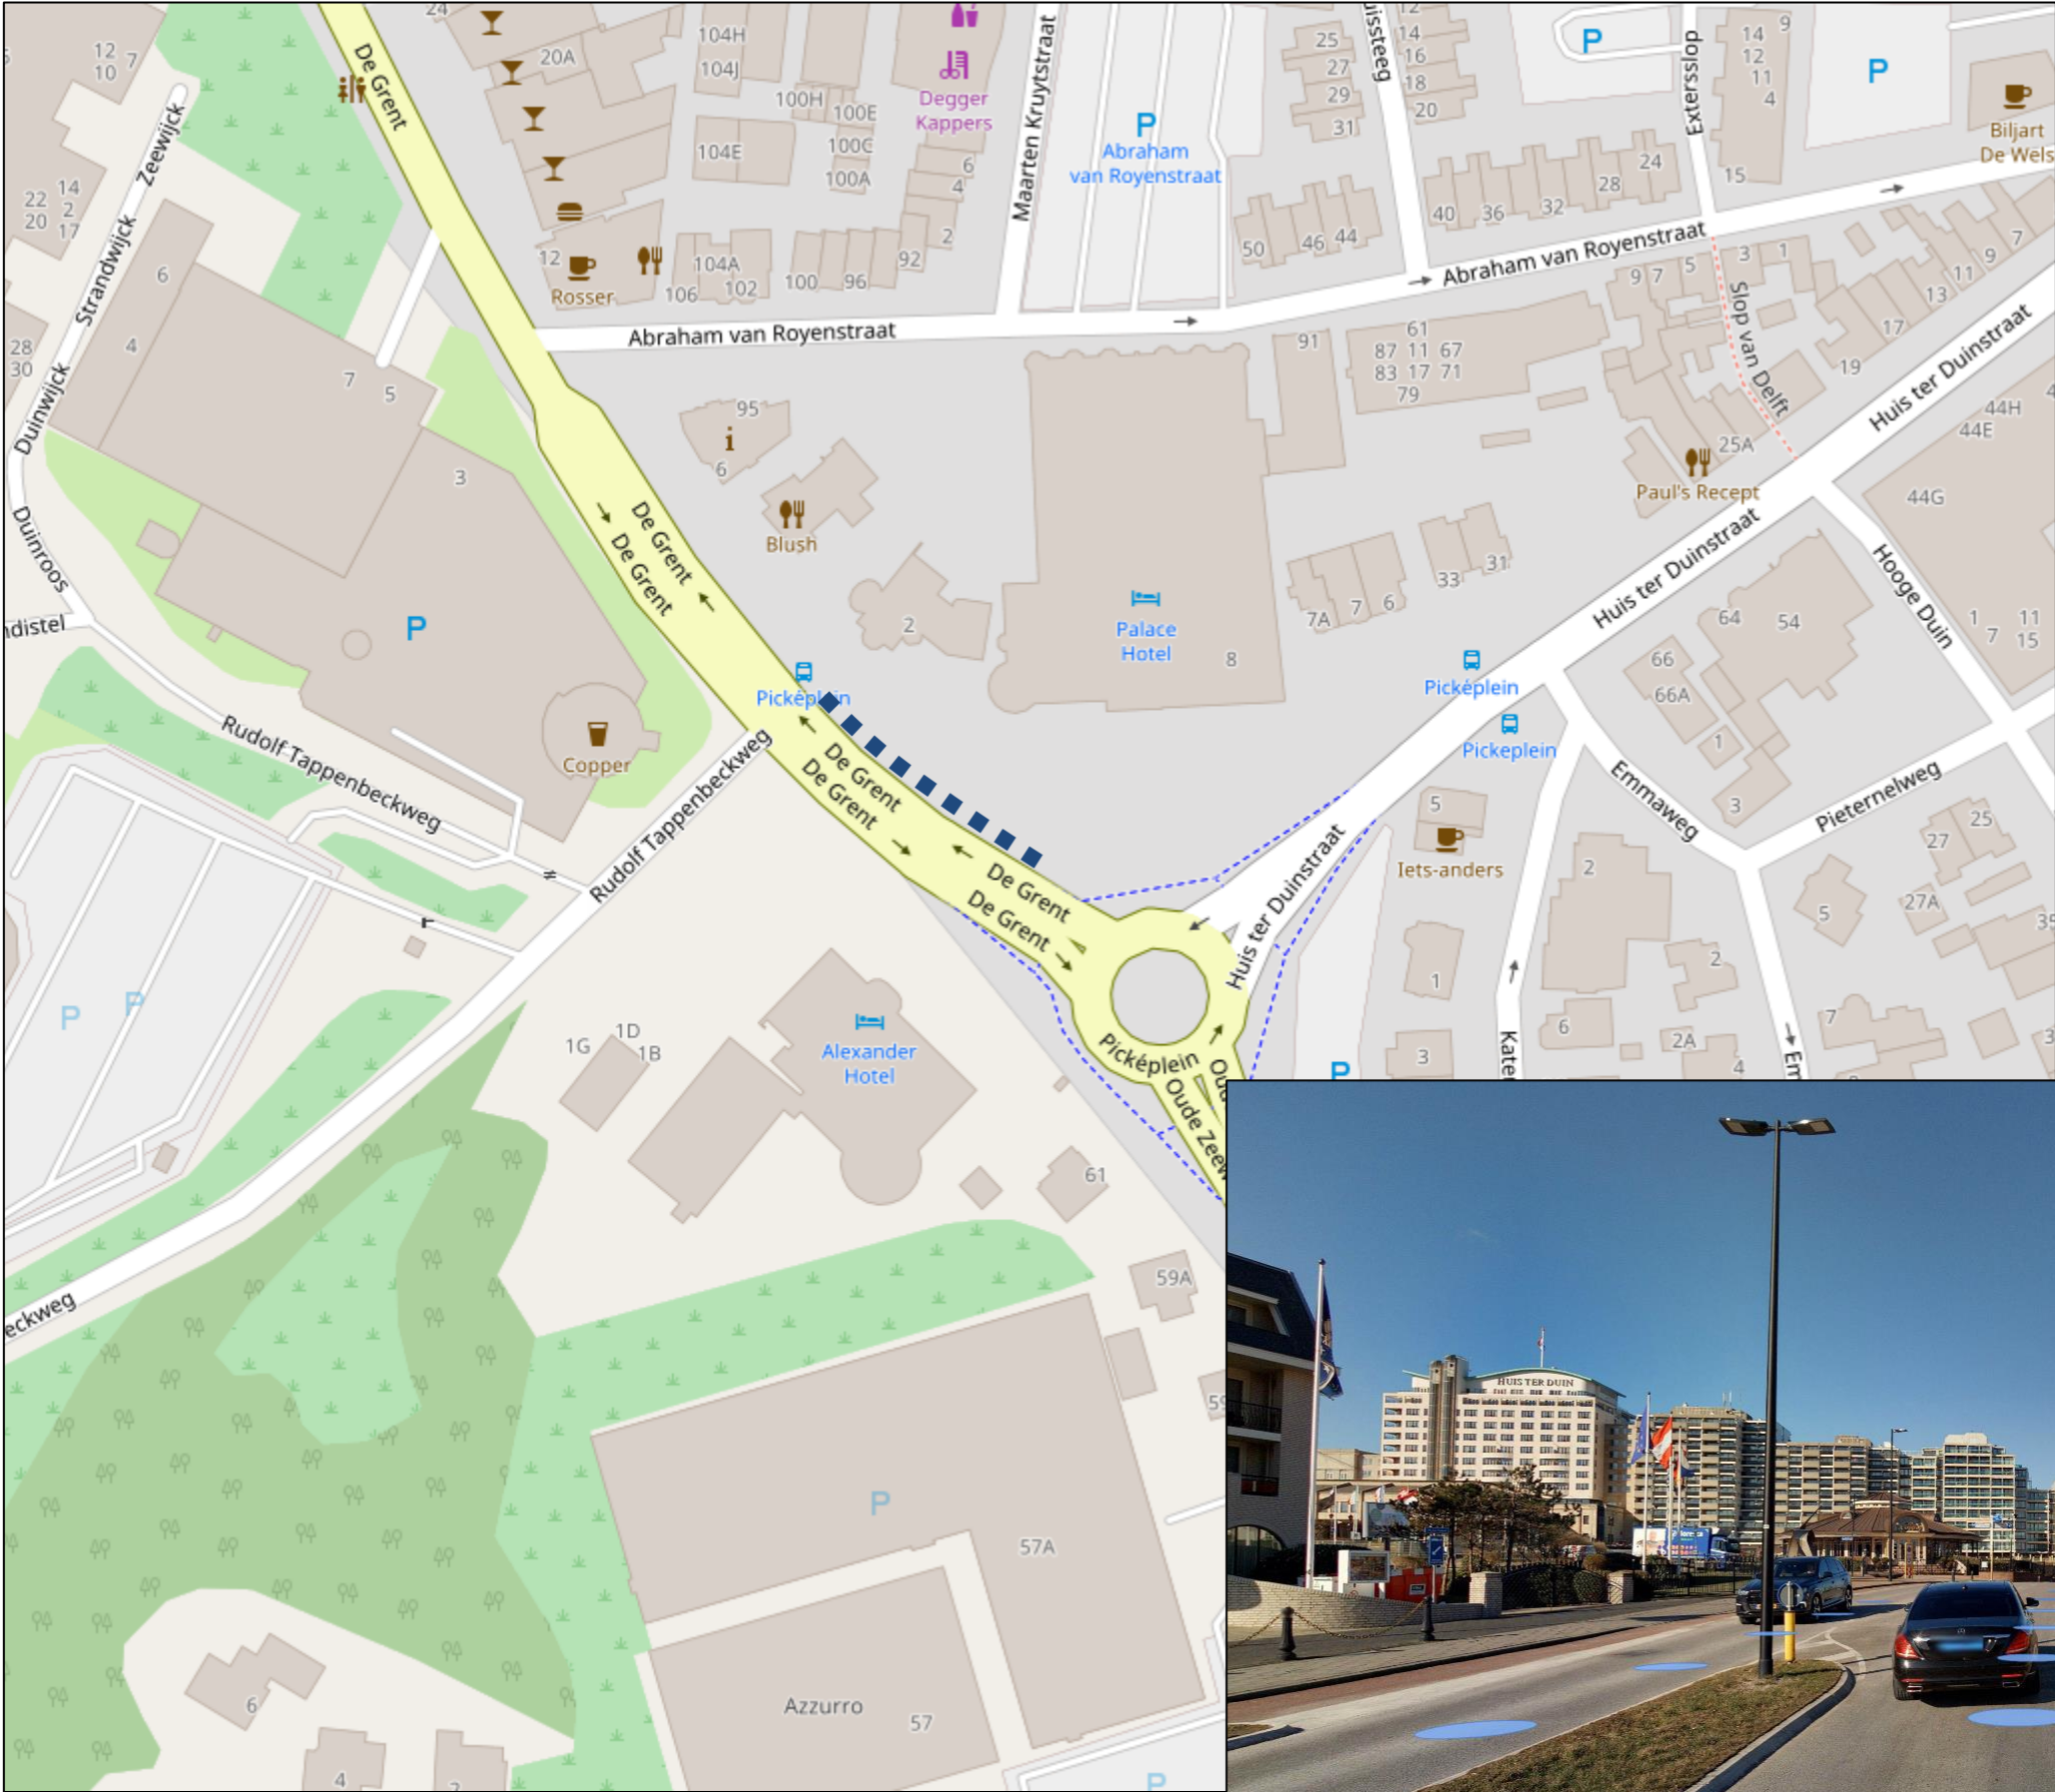 24
De Grent
12 7
10
20A
104H
104J
Degger
Kappers
100H
100E
100C
100A
104E
6
4
2
Maarten Kruytstraat
P
Abraham
van Royenstraat
25
27
29
31
12
14
16
18
20
P
Extersslop
14
12
11
4
9
15
P
Biljart
De Wels
Zeewijck
22 14
20 2
17
Strandwijck
6
4
12
Rosser
104A
106
102
100
96
92
50
46
44
40
36
32
28
24
Abraham van Royenstraat
Abraham van Royenstraat
9
7
5
3
1
Slop van Delft
13
11
9
7
17
19
Huis ter Duinstraat
28
30
Duinwijck
7
5
3
95
i
6
Blush
91
61
87 11 67
83 17 71
79
25A
Paul's Recept
44H
44E
44G
4
Duinroos
ndistel
P
De Grent
De Grent
2
Palace
Hotel
8
7A
7
6
33
31
Huis ter Duinstraat
Hooge Duin
64
54
66
66A
1
3
1
7
11
15
Picképlein
Picképlein
Pickeplein
Copper
Rudolf Tappenbeckweg
Rudolf Tappenbeckweg
De Grent
De Grent
De Grent
De Grent
5
Iets-anders
Emmaweg
Pieternelweg
25
27
27A
35
5
2
Huis ter Duinstraat
1
2
6
2A
4
7
3
P
P
P
1G
1D
1B
Alexander
Hotel
Picképlein
Oude Zeew
Ou
Kater
Em
61
59A
59
eckweg
P
57A
Azzurro
57
6
4
P
HUIS TER DUIN